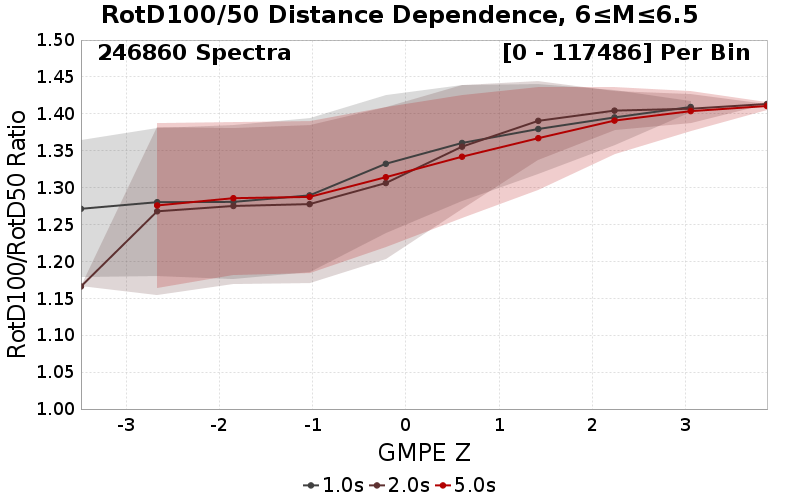 RotD100/50 Distance Dependence, 6≤M≤6.5
246860 Spectra
[0 - 117486] Per Bin
RotD100/RotD50 Ratio
1.50
1.45
1.40
1.35
1.30
1.25
1.20
1.15
1.10
1.05
1.00
-3 -2 -1 0 1 2 3
GMPE Z
1.0s 2.0s 5.0s